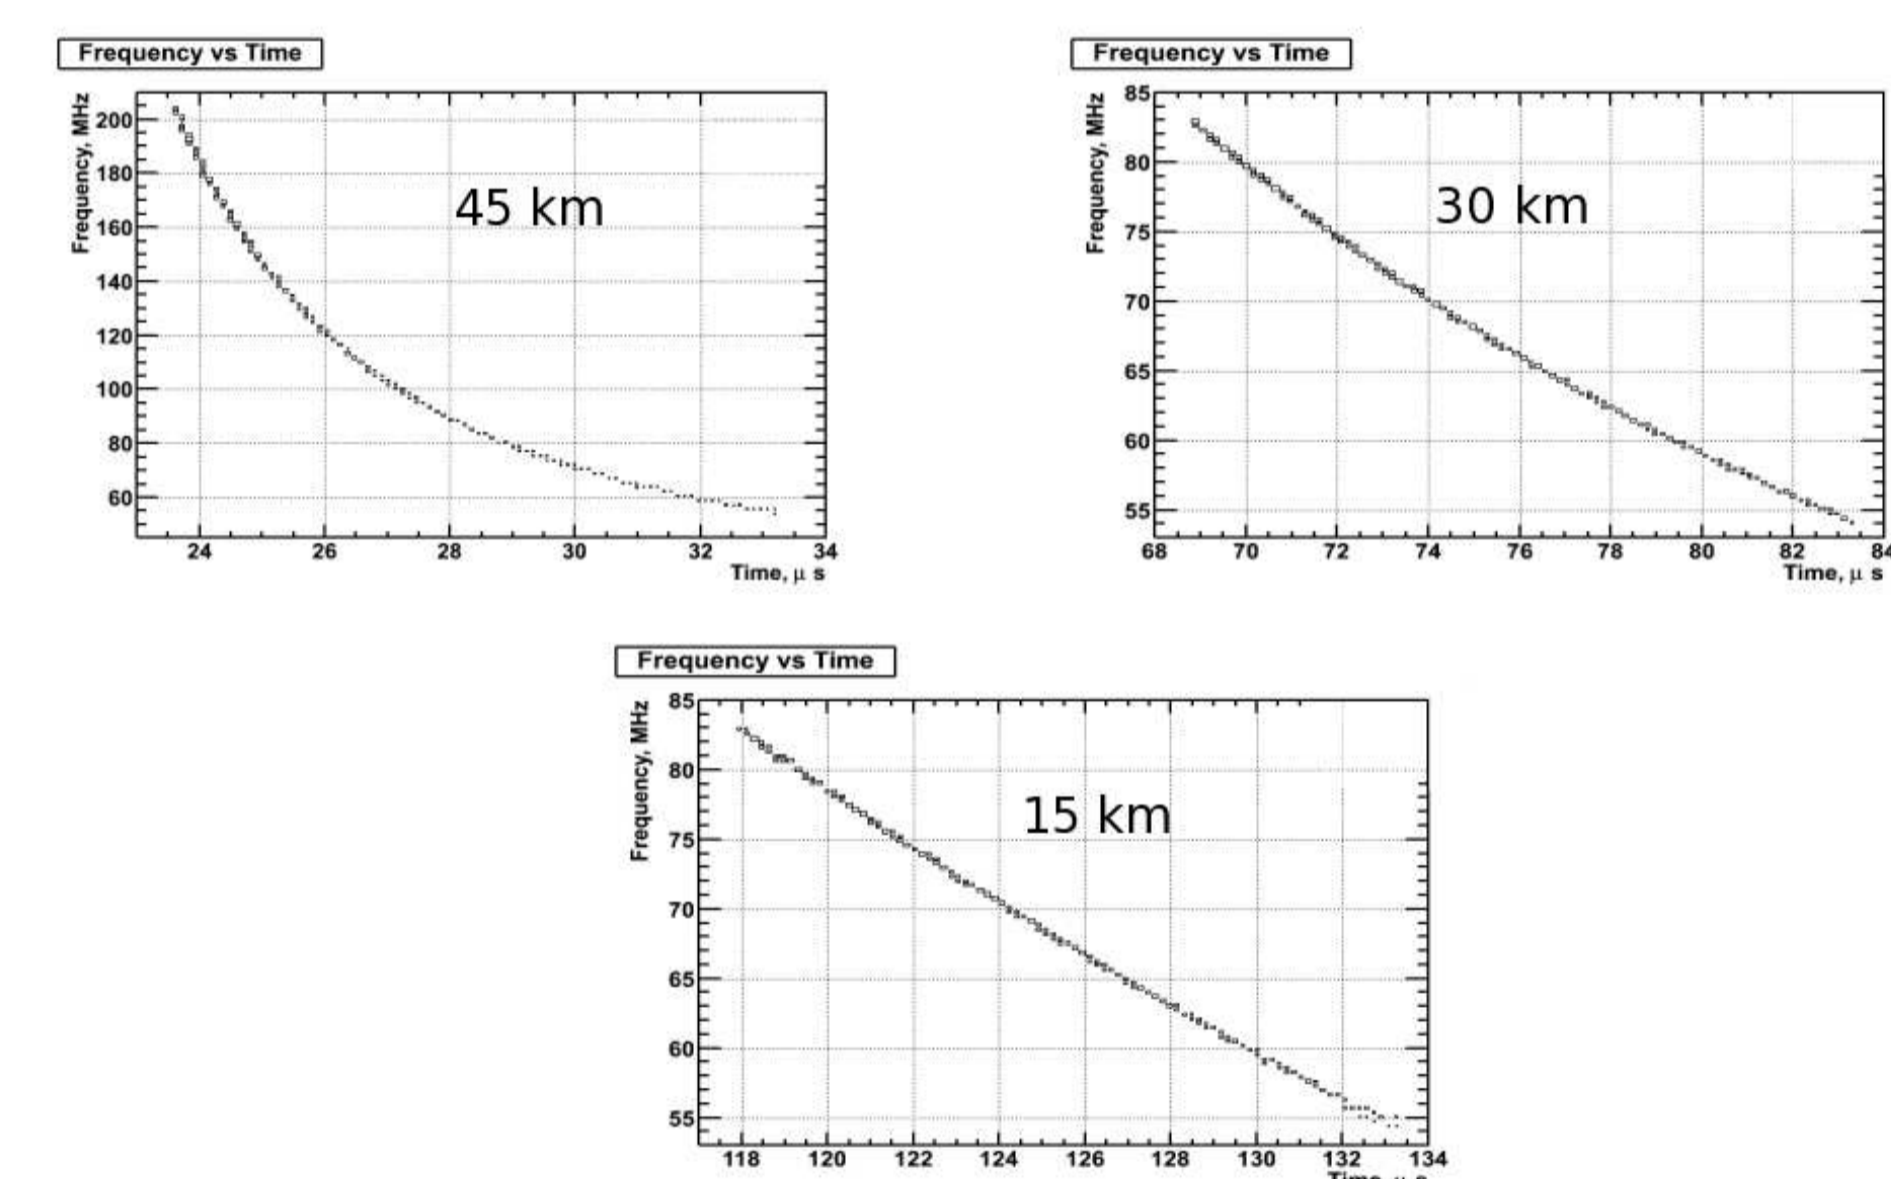 Frequency vs Time
Frequency, MHz
200
180
160
140
120
100
80
60
45 km
24 26 28 30 32 34
Time, μ s
Frequency vs Time
Frequency, MHz
85
80
75
70
65
60
55
30 km
68 70 72 74 76 78 80 82 84
Time, μ s
Frequency vs Time
Frequency, MHz
85
80
75
70
65
60
55
15 km
118 120 122 124 126 128 130 132 134
Time, μ s